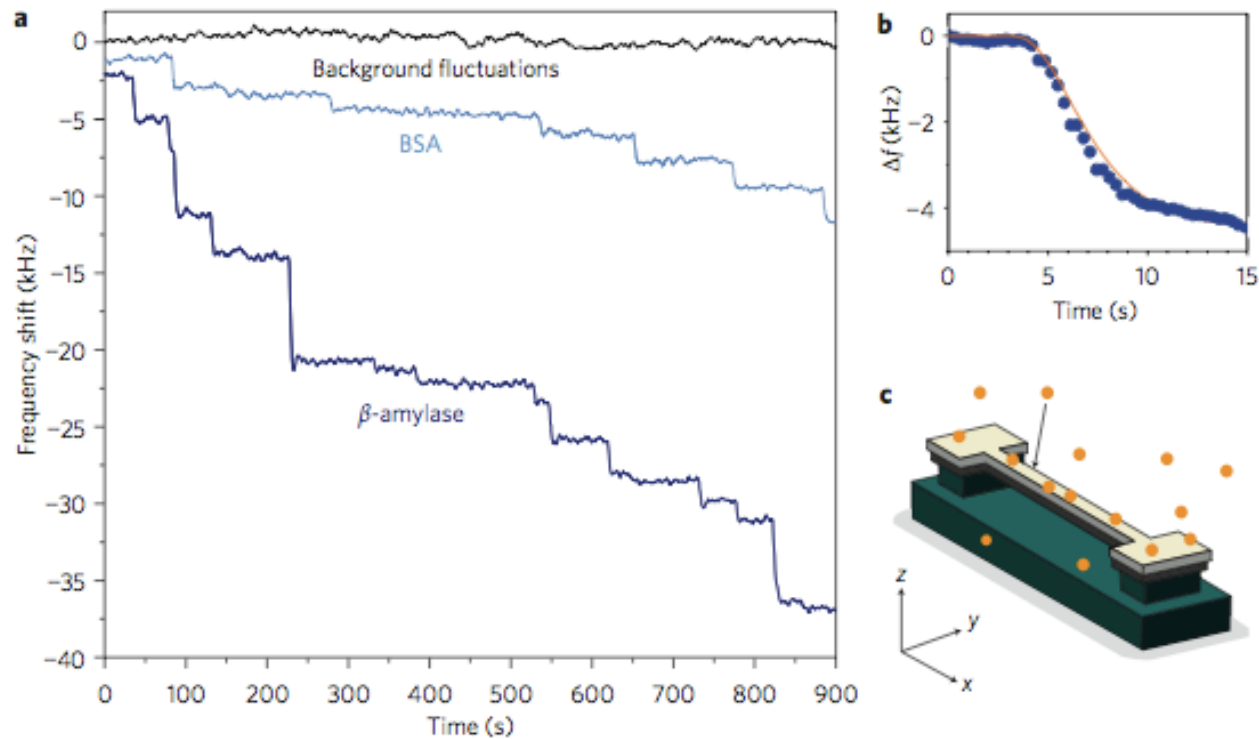 a
0
−5
−10
−15
−20
−25
−30
−35
−40
Frequency shift (kHz)
Background fluctuations
BSA
β-amylase
0 100 200 300 400 500 600 700 800 900
Time (s)
b
0
−2
−4
Δf (kHz)
0 5 10 15
Time (s)
c
z
y
x